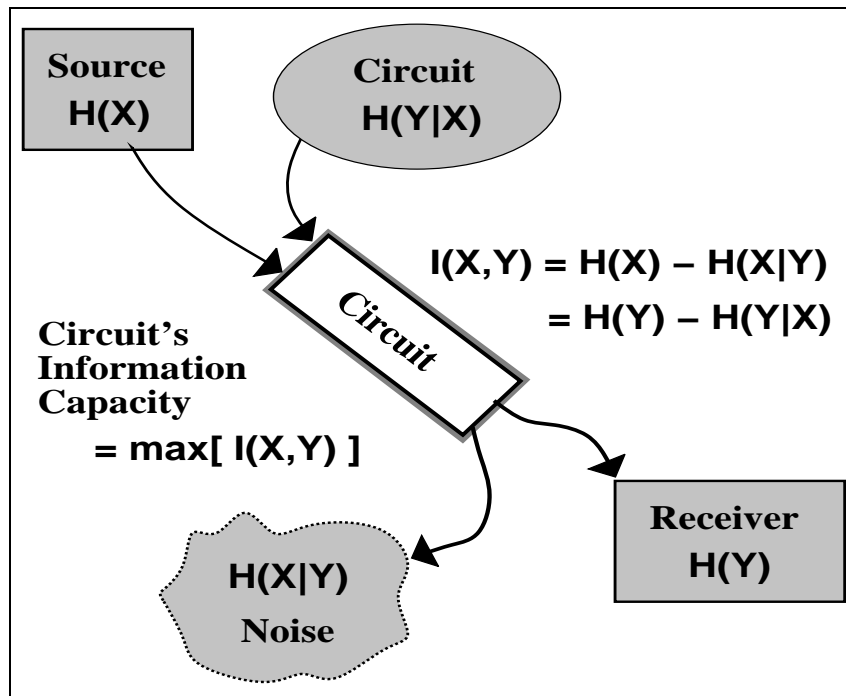 Source
H(X)
Circuit
H(Y|X)
I(X,Y) = H(X) – H(X|Y)
= H(Y) – H(Y|X)
Circuit
Circuit's
Information
Capacity
= max[ I(X,Y) ]
Receiver
H(Y)
H(X|Y)
Noise